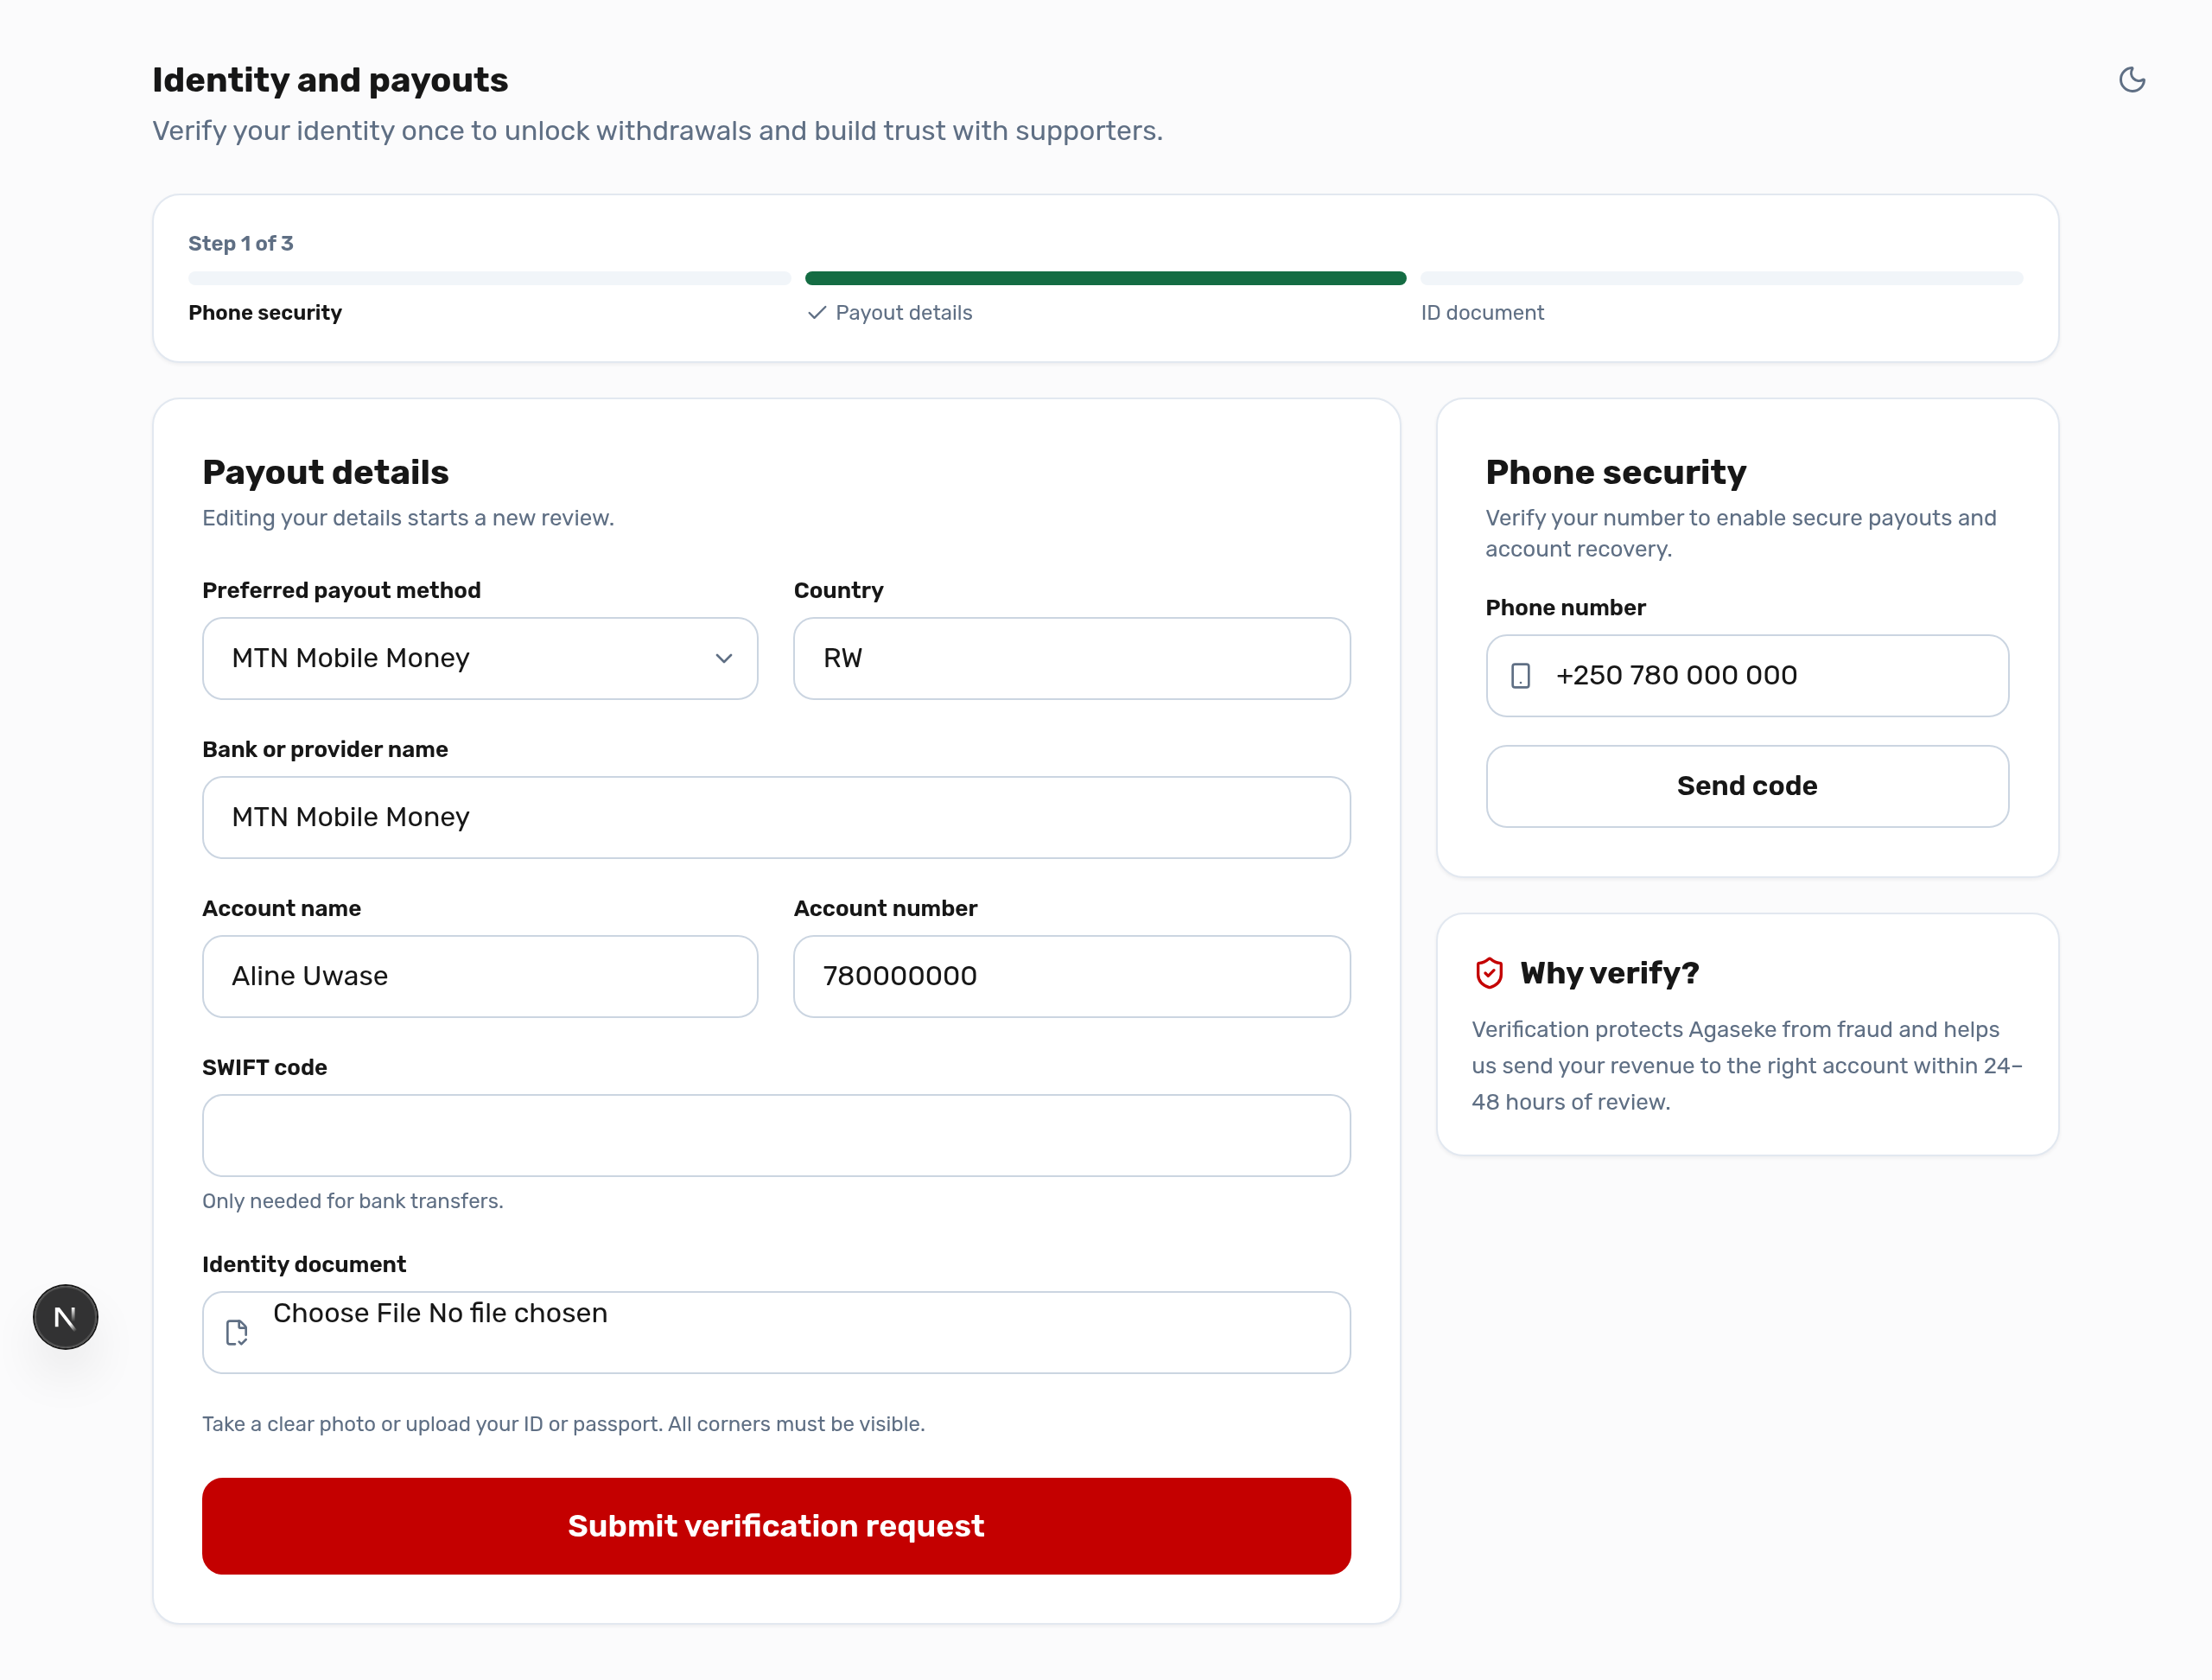 Identity and payouts
Verify your identity once to unlock withdrawals and build trust with supporters.
Step 1 of 3
Phone security
Payout details
ID document
Payout details
Editing your details starts a new review.
Preferred payout method
Country
MTN Mobile Money
RW
Bank or provider name
MTN Mobile Money
Account name
Account number
Aline Uwase
780000000
SWIFT code
Only needed for bank transfers.
Identity document
Choose File No file chosen
Take a clear photo or upload your ID or passport. All corners must be visible.
Submit verification request
Phone security
Verify your number to enable secure payouts and
account recovery.
Phone number
+250 780 000 000
Send code
Why verify?
Verification protects Agaseke from fraud and helps
us send your revenue to the right account within 24–
48 hours of review.
N